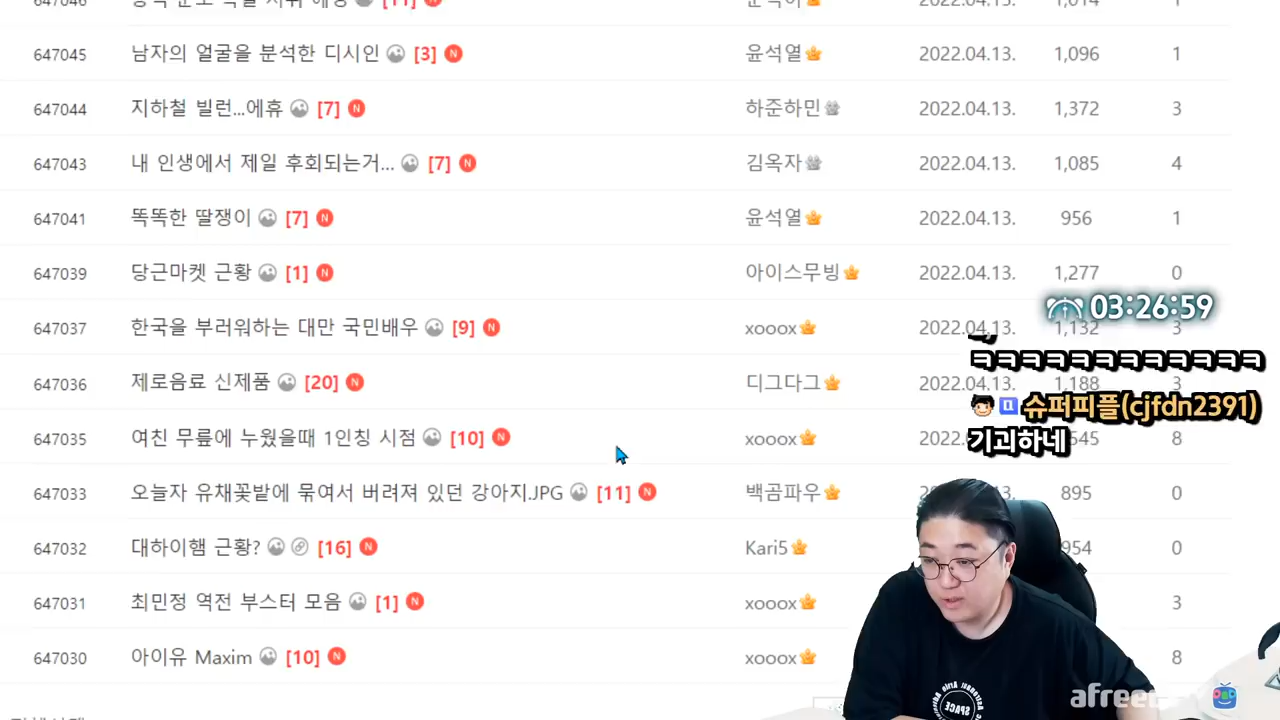 647045 남자의 얼굴을 분석한 디시인 [3] N 윤석열 2022.04.13. 1,096 1
647044 지하철 빌런...에휴 [7] N 하준하민 2022.04.13. 1,372 3
647043 내 인생에서 제일 후회되는거... [7] N 김옥자 2022.04.13. 1,085 4
647041 똑똑한 딸쟁이 [7] N 윤석열 2022.04.13. 956 1
647039 당근마켓 근황 [1] N 아이스무빙 2022.04.13. 1,277 0
03:26:59
647037 한국을 부러워하는 대만 국민배우 [9] N xooox 2022.04.13. 1,132 3
ㅋㅋㅋㅋㅋㅋㅋㅋㅋㅋㅋㅋ
647036 제로음료 신제품 [20] N 디그다그 2022.04.13. 1,188 3
슈퍼피플(cjfdn2391)
647035 여친 무릎에 누웠을때 1인칭 시점 [10] N xooox 2022. 545 8
기괴하네
647033 오늘자 유채꽃밭에 묶여서 버려져 있던 강아지.JPG [11] N 백곰파우 895 0
647032 대하이햄 근황? [16] N Kari5 954 0
647031 최민정 역전 부스터 모음 [1] N xooox 3
647030 아이유 Maxim [10] N xooox 8
SPACE